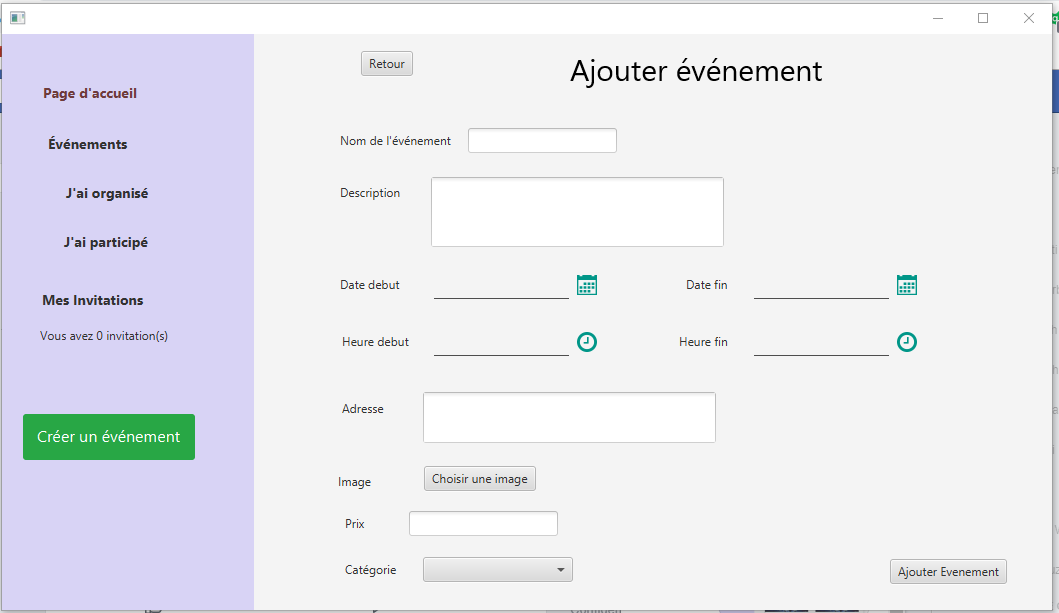 Retour
Ajouter événement
Page d'accueil
Événements
J'ai organisé
J'ai participé
Mes Invitations
Vous avez 0 invitation(s)
Créer un événement
Nom de l'événement
Description
Date debut
Date fin
Heure debut
Heure fin
Adresse
Image
Choisir une image
Prix
Catégorie
Ajouter Evenement